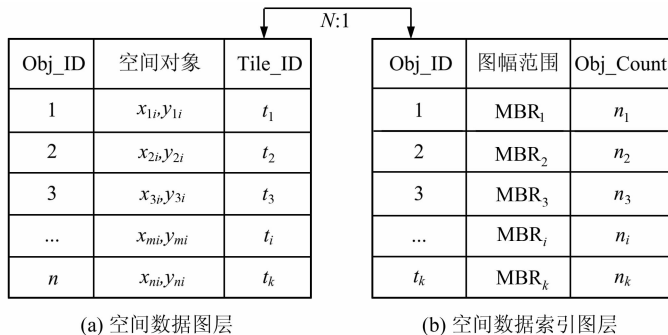 N:1
Obj_ID 空间对象 Tile_ID
1 x1i,y1i t1
2 x2i,y2i t2
3 x3i,y3i t3
... xmi,ymi ti
n xni,yni tk
(a) 空间数据图层
Obj_ID 图幅范围 Obj_Count
1 MBR1 n1
2 MBR2 n2
3 MBR3 n3
... MBRi ni
tk MBRk nk
(b) 空间数据索引图层